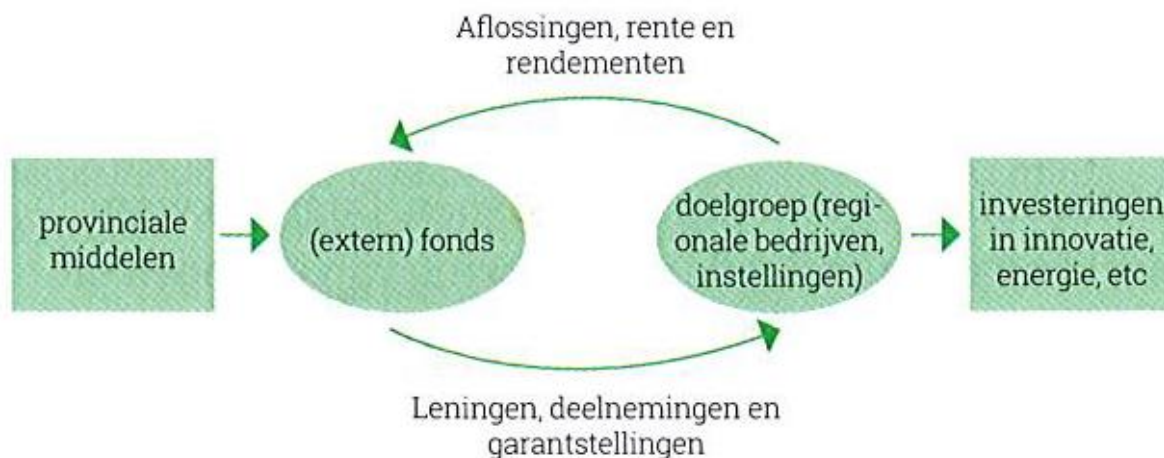 Aflossingen, rente en
rendementen
provinciale
middelen
(extern) fonds
doelgroep (regi-
onale bedrijven,
instellingen)
investeringen
in innovatie,
energie, etc
Leningen, deelnemingen en
garantstellingen